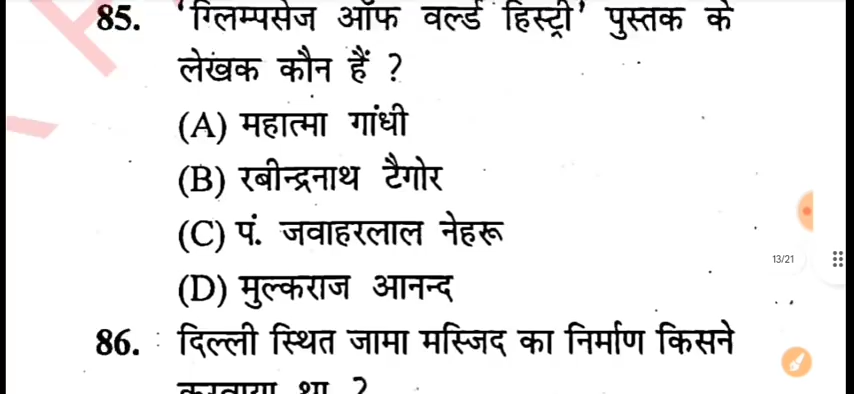 85. 'ग्लिम्पसेज ऑफ वर्ल्ड हिस्ट्री' पुस्तक के
लेखक कौन हैं ?
(A) महात्मा गांधी
(B) रबीन्द्रनाथ टैगोर
(C) पं. जवाहरलाल नेहरू
13/21
(D) मुल्कराज आनन्द
86. दिल्ली स्थित जामा मस्जिद का निर्माण किसने
करवाया था ?